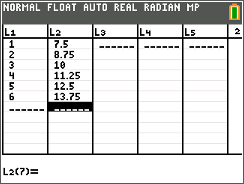 NORMAL FLOAT AUTO REAL RADIAN MP
L1 L2 L3 L4 L5 2
1 7.5 ------ ------ ------
2 8.75
3 10
4 11.25
5 12.5
6 13.75
------ ------
L2(7)=